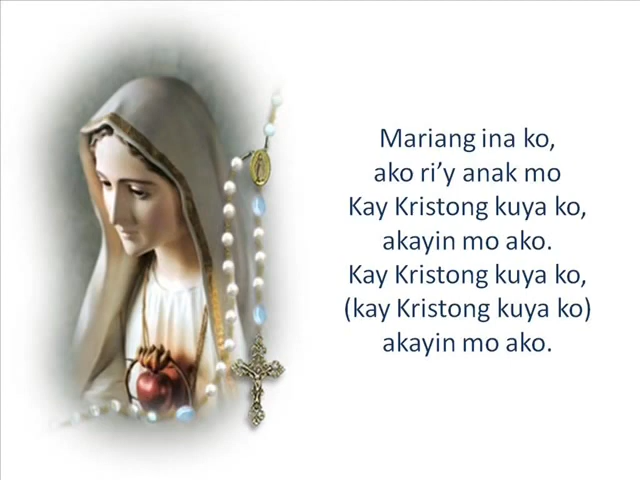 Mariang ina ko,
ako ri’y anak mo
Kay Kristong kuya ko,
akayin mo ako.
Kay Kristong kuya ko,
(kay Kristong kuya ko)
akayin mo ako.